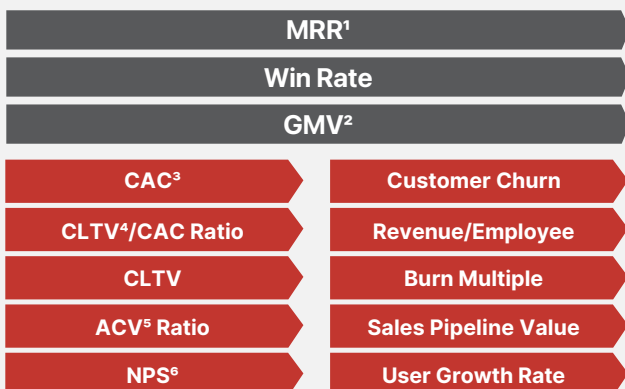 MRR¹
Win Rate
GMV²
CAC³
Customer Churn
CLTV⁴/CAC Ratio
Revenue/Employee
CLTV
Burn Multiple
ACV⁵ Ratio
Sales Pipeline Value
NPS⁶
User Growth Rate